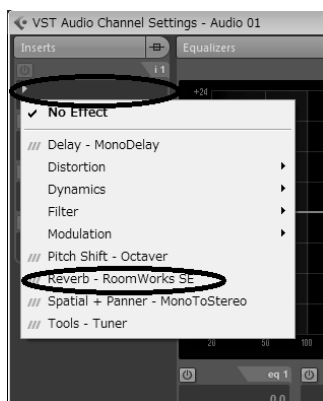 VST Audio Channel Settings - Audio 01
Inserts
Equalizers
i 1
+24
No Effect
Delay - MonoDelay
Distortion
Dynamics
Filter
Modulation
Pitch Shift - Octaver
Reverb - RoomWorks SE
Spatial + Panner - MonoToStereo
Tools - Tuner
20 50 100
eq 1
0.0